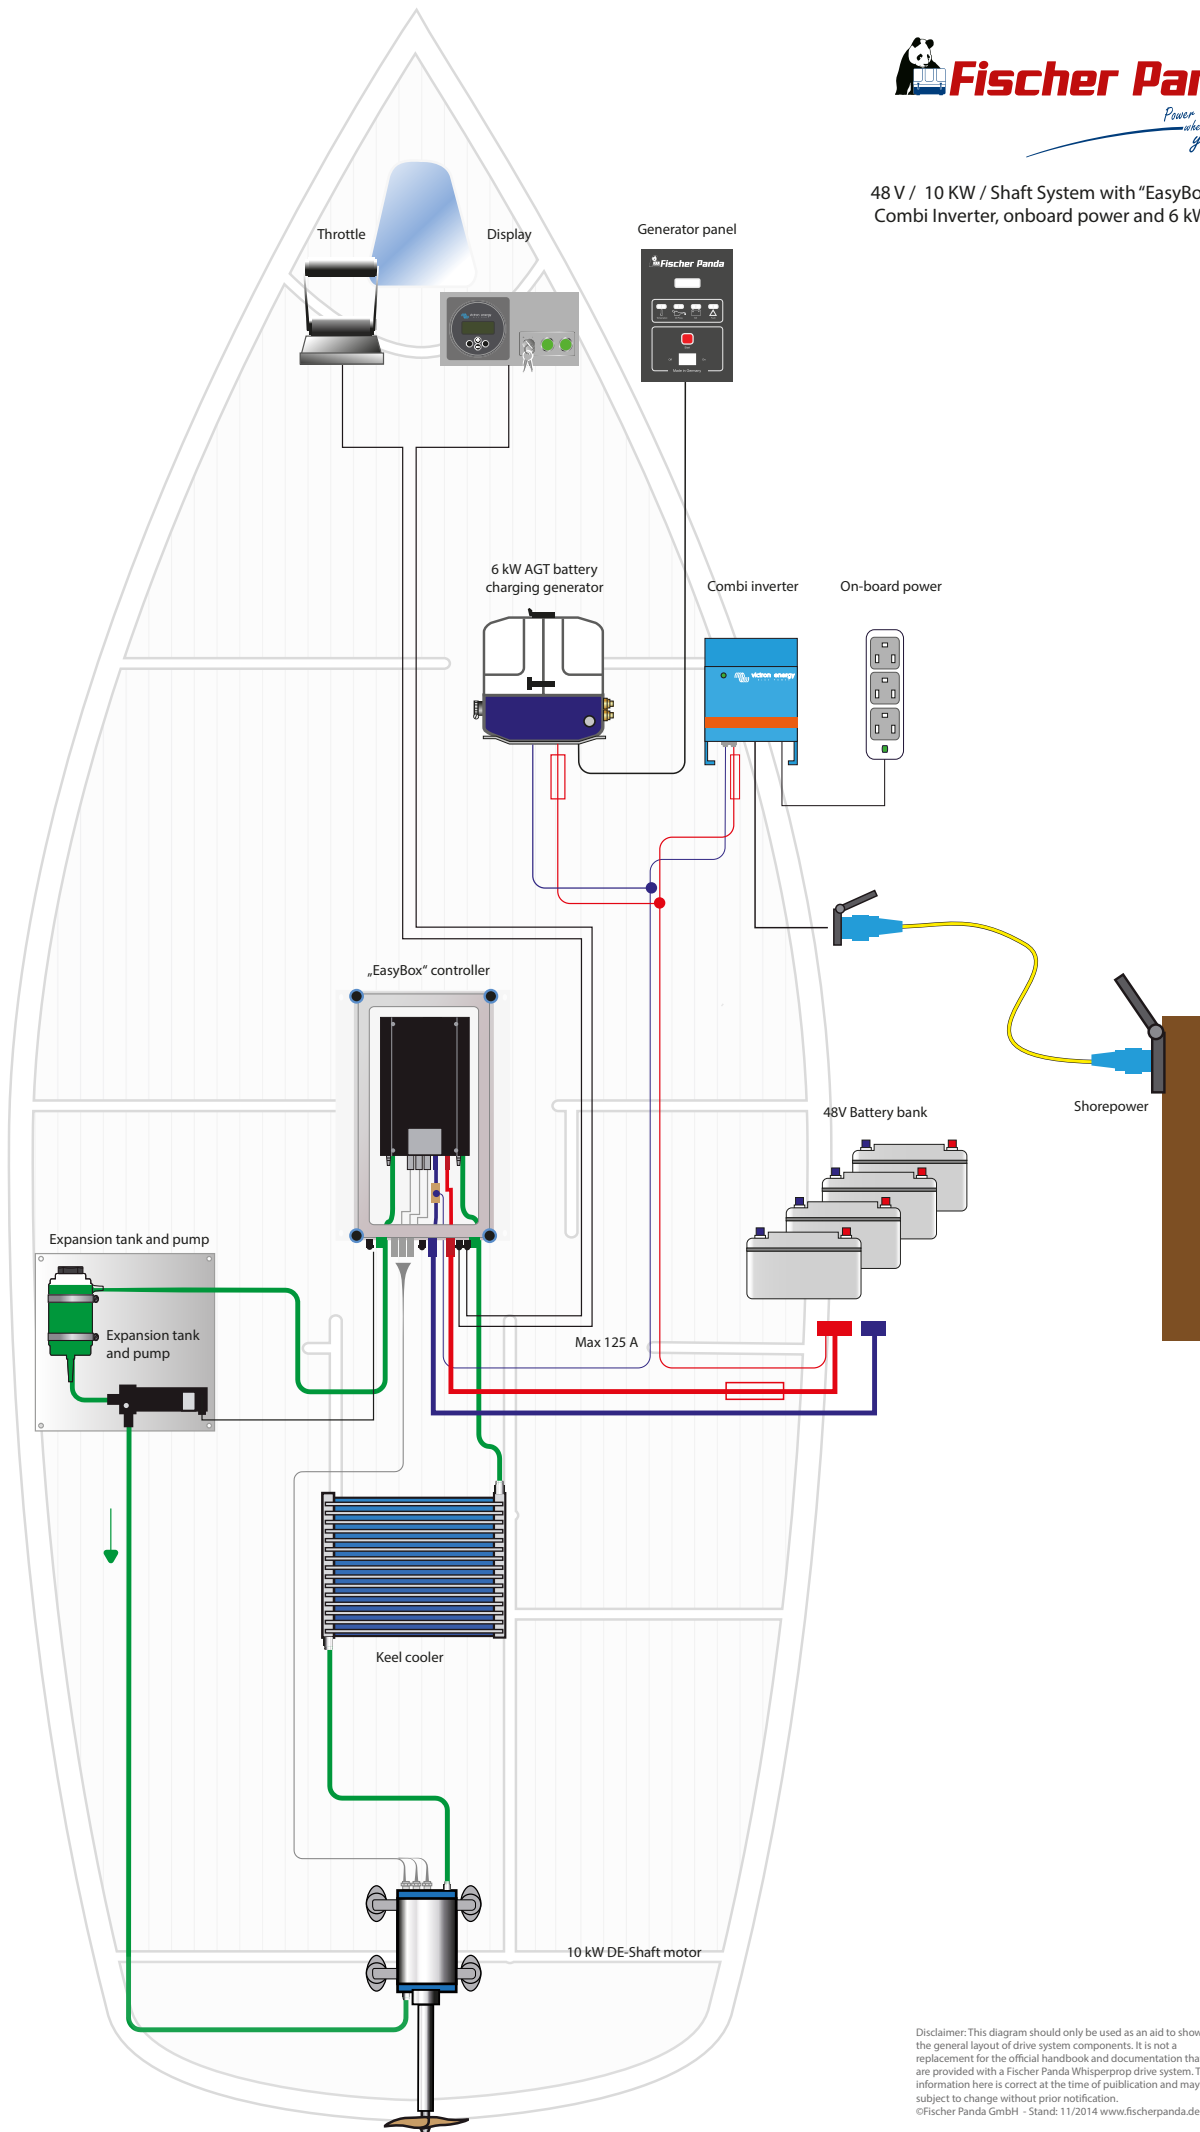 Fischer Pan
Power
whe
y
48 V / 10 KW / Shaft System with “EasyBo
Combi Inverter, onboard power and 6 kW
Throttle
Display
Generator panel
Fischer Panda
victron energy
Made in Germany
6 kW AGT battery
charging generator
Combi inverter
On-board power
victron energy
„EasyBox“ controller
48V Battery bank
Shorepower
Expansion tank and pump
Expansion tank
and pump
Max 125 A
Keel cooler
10 kW DE-Shaft motor
Disclaimer: This diagram should only be used as an aid to show
the general layout of drive system components. It is not a
replacement for the official handbook and documentation tha
are provided with a Fischer Panda Whisperprop drive system. T
information here is correct at the time of puiblication and may
subject to change without prior notification.
©Fischer Panda GmbH - Stand: 11/2014 www.fischerpanda.de